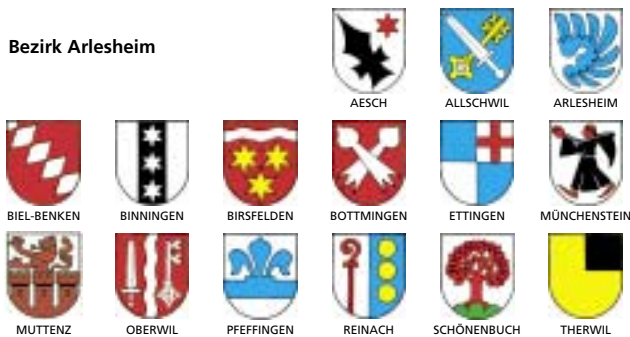 Bezirk Arlesheim
AESCH ALLSCHWIL ARLESHEIM
BIEL-BENKEN BINNINGEN BIRSFELDEN BOTTMINGEN ETTINGEN MÜNCHENSTEIN
MUTTENZ OBERWIL PFEFFINGEN REINACH SCHÖNENBUCH THERWIL